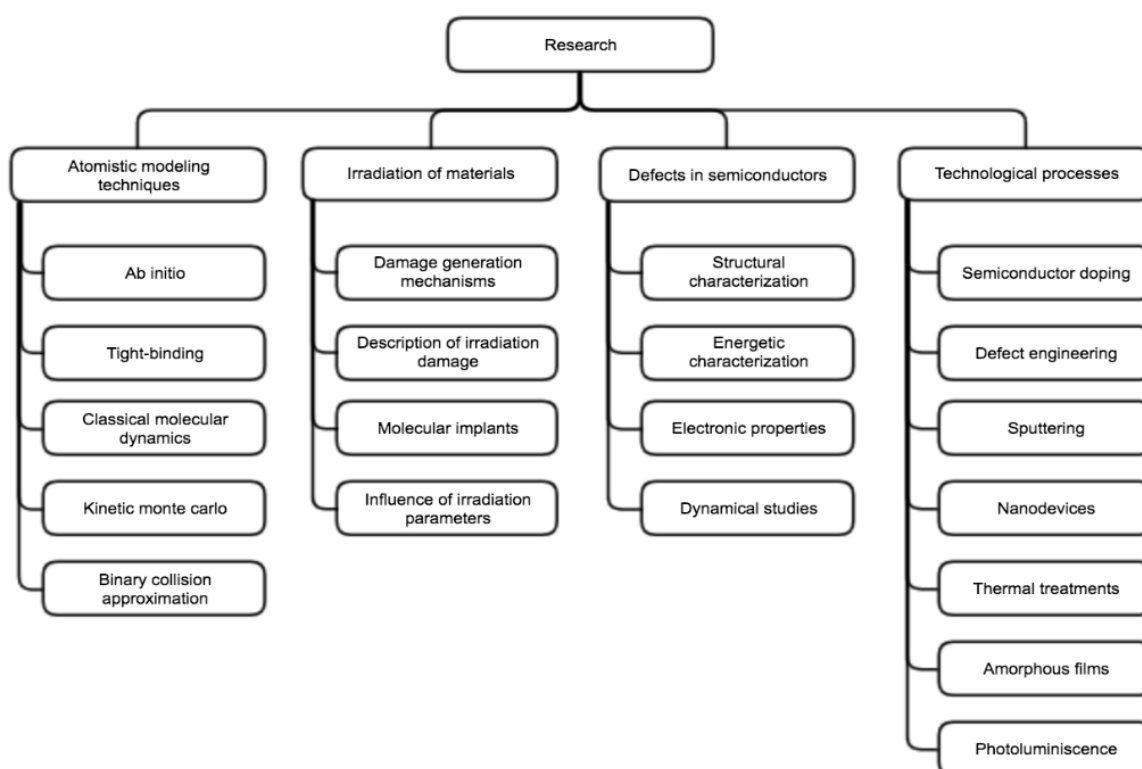 Research
Atomistic modeling
techniques
Irradiation of materials
Defects in semiconductors
Technological processes
Ab initio
Tight-binding
Classical molecular
dynamics
Kinetic monte carlo
Binary collision
approximation
Damage generation
mechanisms
Description of irradiation
damage
Molecular implants
Influence of irradiation
parameters
Structural
characterization
Energetic
characterization
Electronic properties
Dynamical studies
Semiconductor doping
Defect engineering
Sputtering
Nanodevices
Thermal treatments
Amorphous films
Photoluminiscence